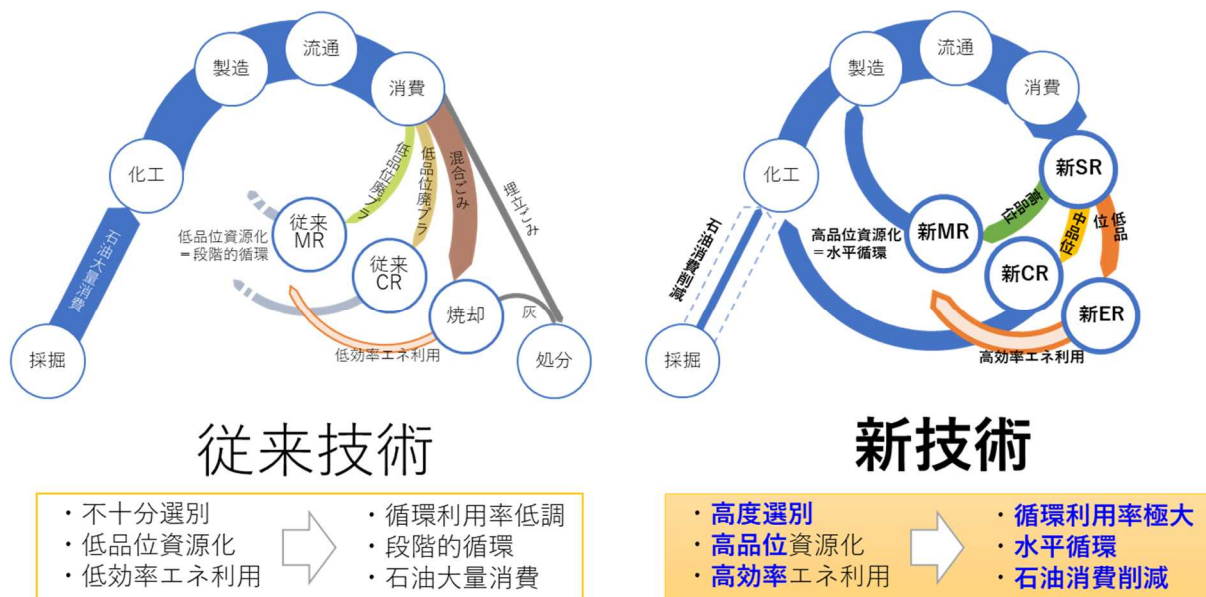 流通
製造
消費
化工
低品位廃プラ
低品位廃プラ
混合ごみ
埋立ごみ
石油大量消費
低品位資源化
=段階的循環
従来
MR
従来
CR
焼却
灰
低効率エネ利用
採掘
処分
従来技術
・不十分選別
・低品位資源化
・低効率エネ利用
・循環利用率低調
・段階的循環
・石油大量消費
流通
製造
消費
化工
新SR
高品位
中品位
低品位
石油消費削減
高品位資源化
=水平循環
新MR
新CR
新ER
高効率エネ利用
採掘
新技術
・高度選別
・高品位資源化
・高効率エネ利用
・循環利用率極大
・水平循環
・石油消費削減